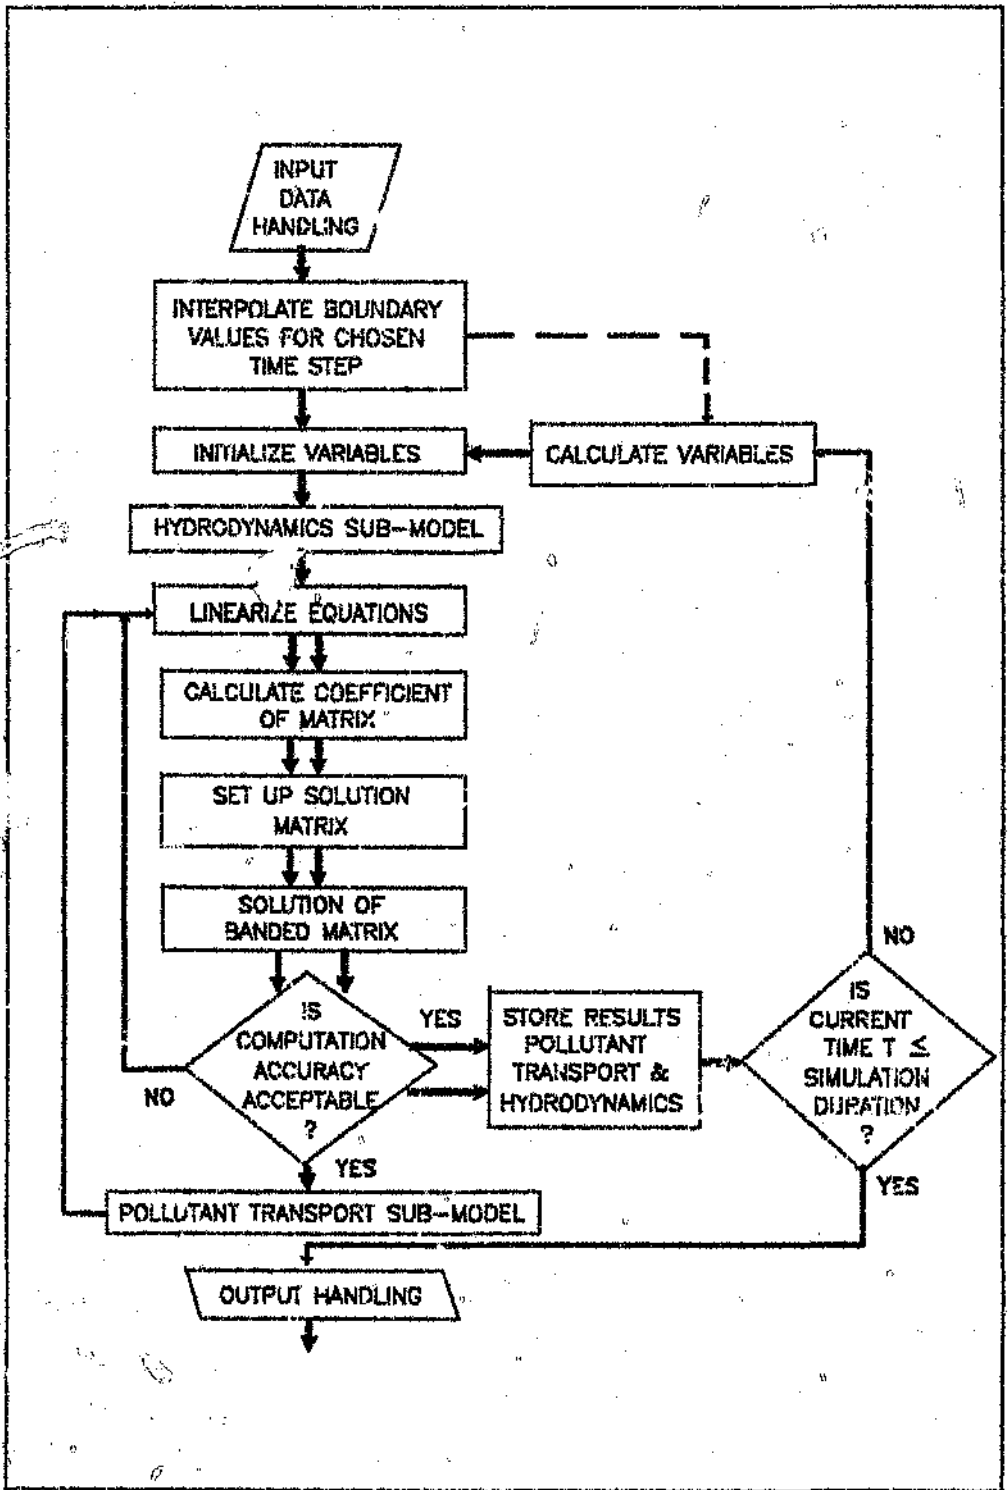 INPUT
DATA
HANDLING
INTERPOLATE BOUNDARY
VALUES FOR CHOSEN
TIME STEP
INITIALIZE VARIABLES
CALCULATE VARIABLES
HYDRODYNAMICS SUB-MODEL
LINEARIZE EQUATIONS
CALCULATE COEFFICIENT
OF MATRIX
SET UP SOLUTION
MATRIX
SOLUTION OF
BANDED MATRIX
IS
COMPUTATION
ACCURACY
ACCEPTABLE
?
NO
YES
YES
STORE RESULTS
POLLUTANT
TRANSPORT &
HYDRODYNAMICS
NO
IS
CURRENT
TIME T ≤
SIMULATION
DURATION
?
YES
POLLUTANT TRANSPORT SUB-MODEL
OUTPUT HANDLING